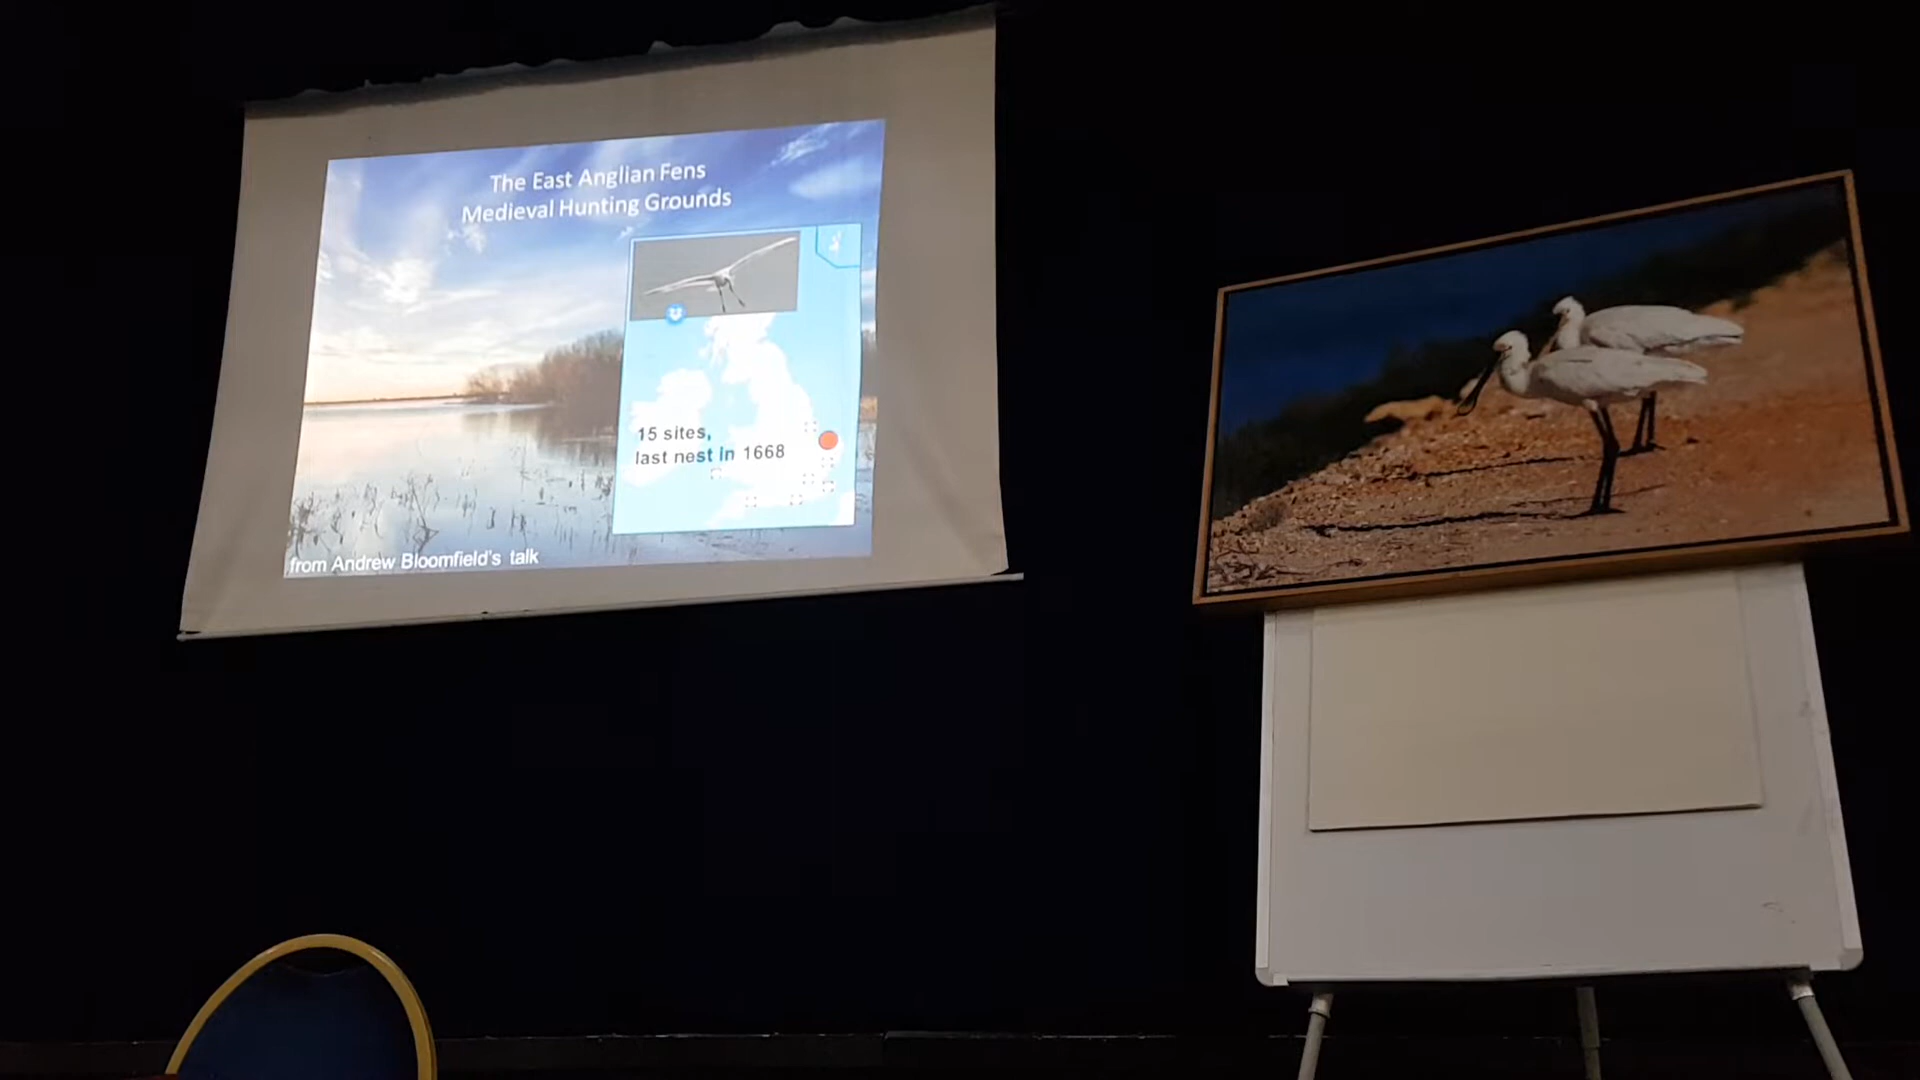 The East Anglian Fens
Medieval Hunting Grounds
15 sites,
last nest in 1668
from Andrew Bloomfield's talk